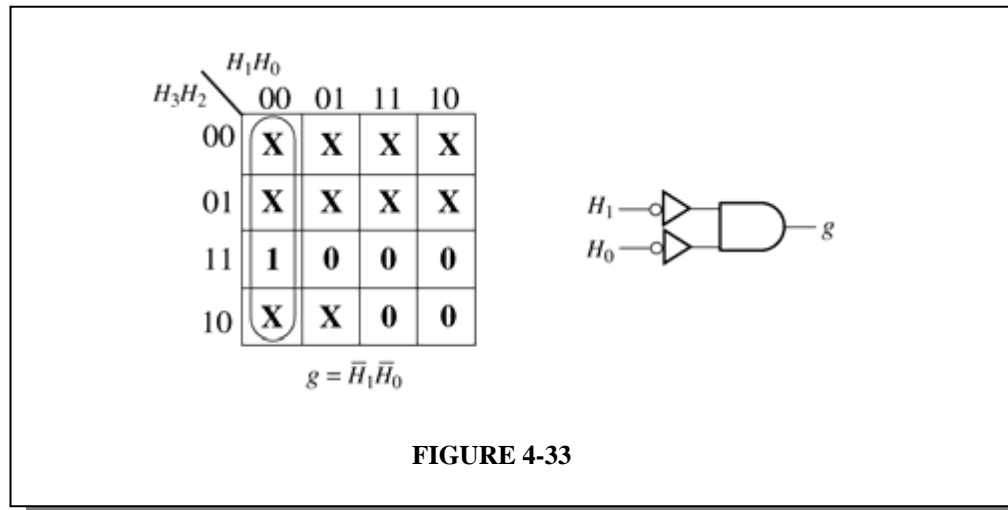 H₁H₀
H₃H₂ 00 01 11 10
00 X X X X
01 X X X X
11 1 0 0 0
10 X X 0 0
g = H̅₁H̅₀
H₁
H₀
g
FIGURE 4-33